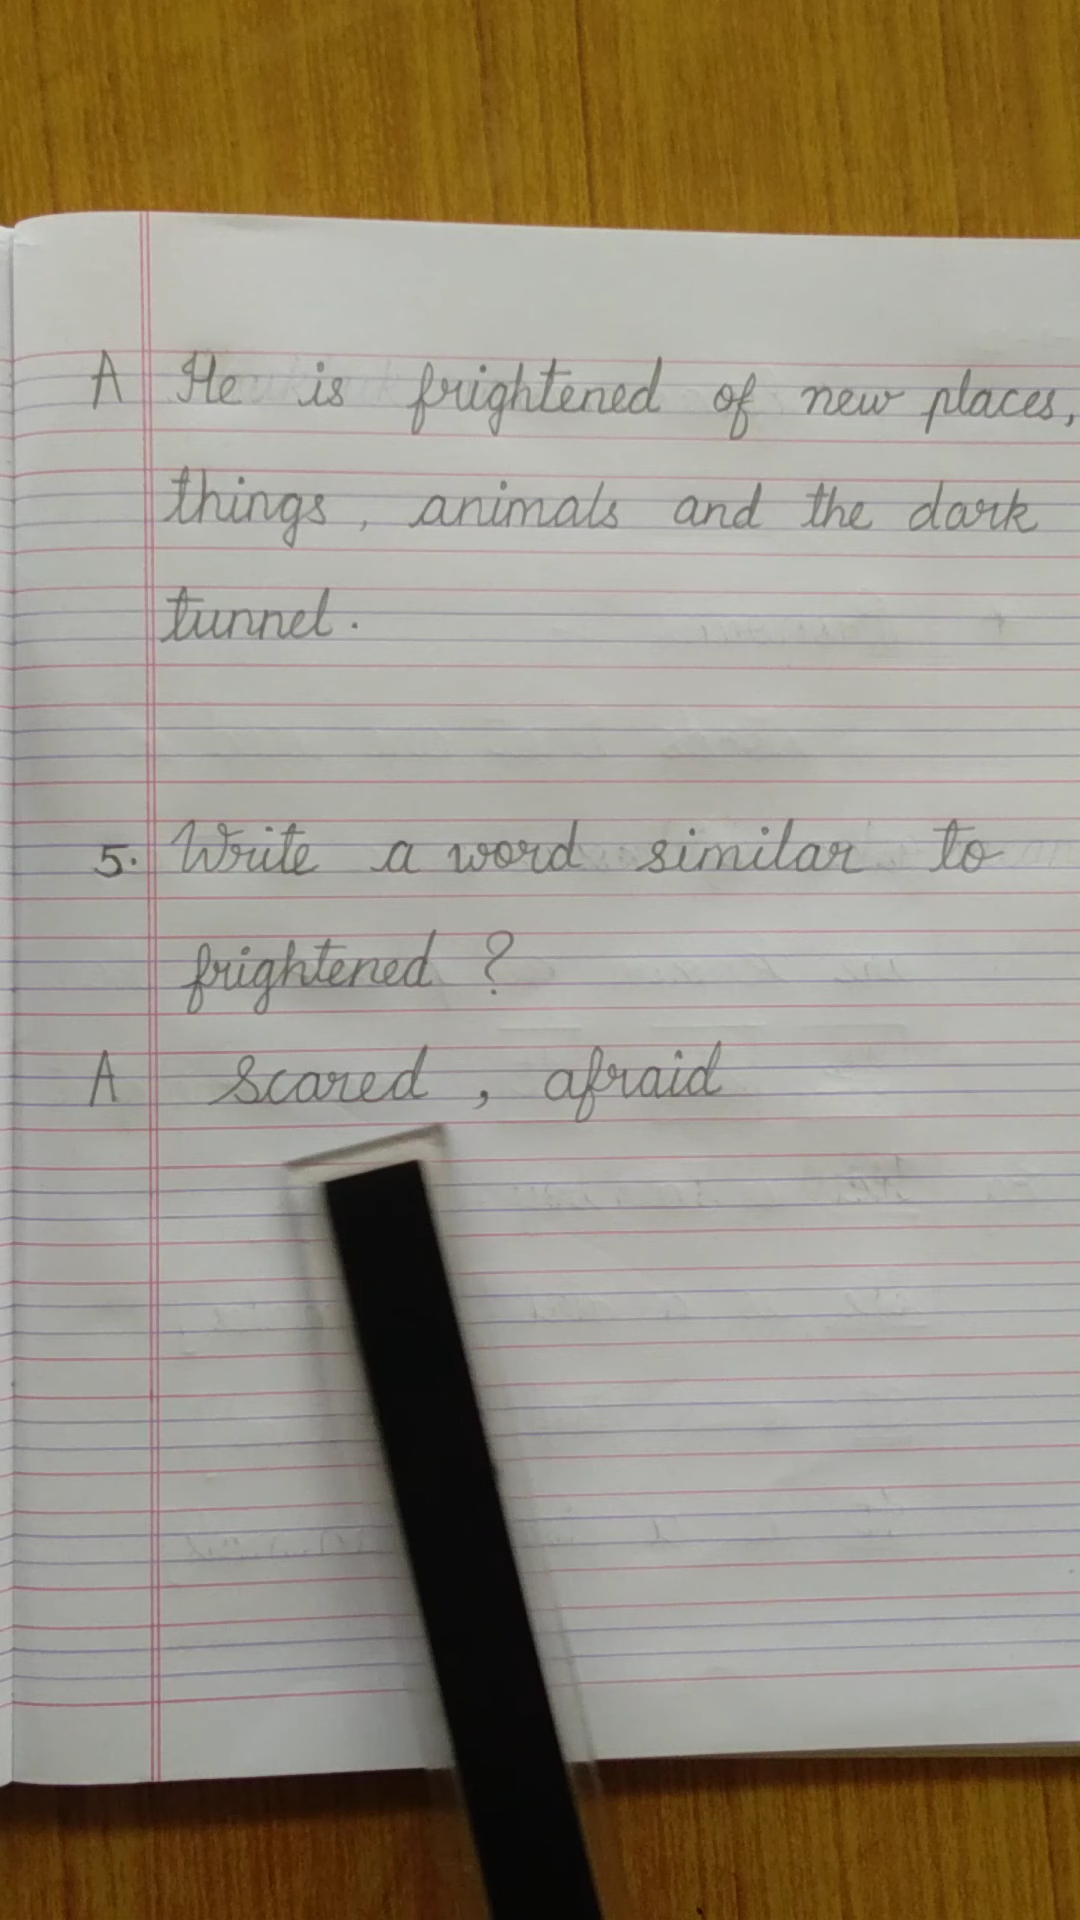 A He is frightened of new places,
things, animals and the dark
tunnel.
5. Write a word similar to
frightened ?
A scared, afraid